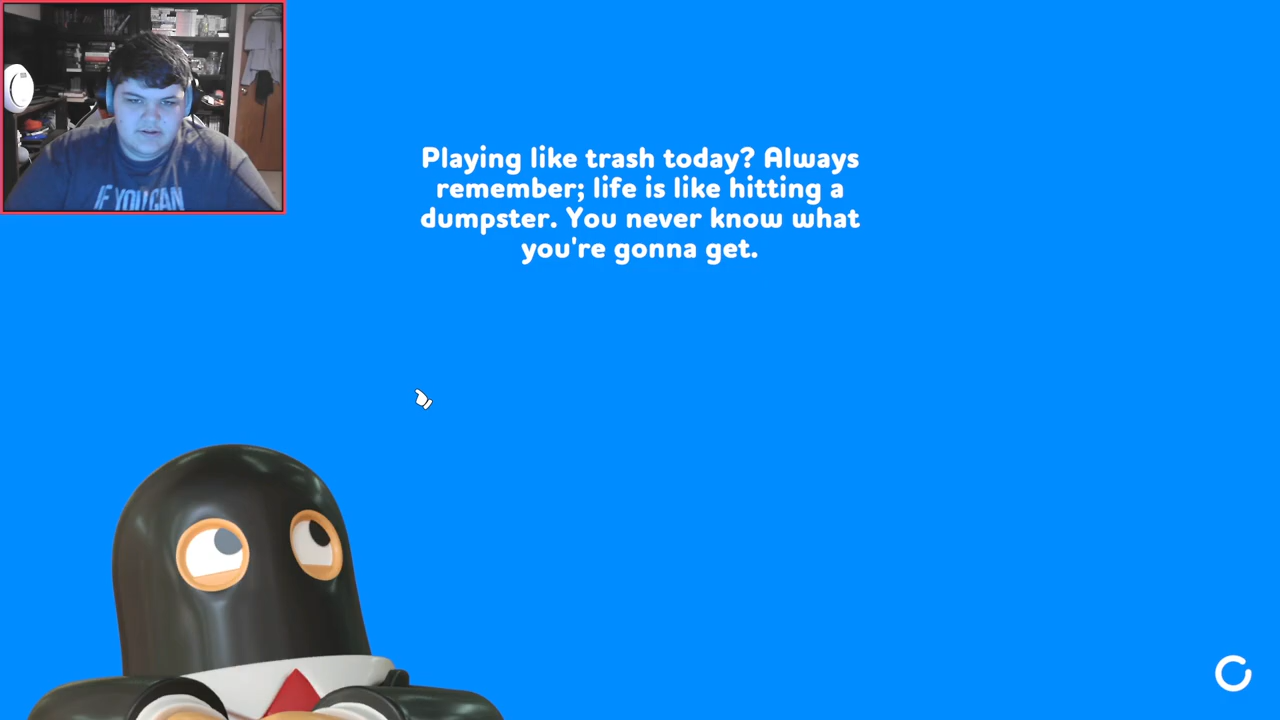 IF YOU CAN
Playing like trash today? Always
remember; life is like hitting a
dumpster. You never know what
you're gonna get.